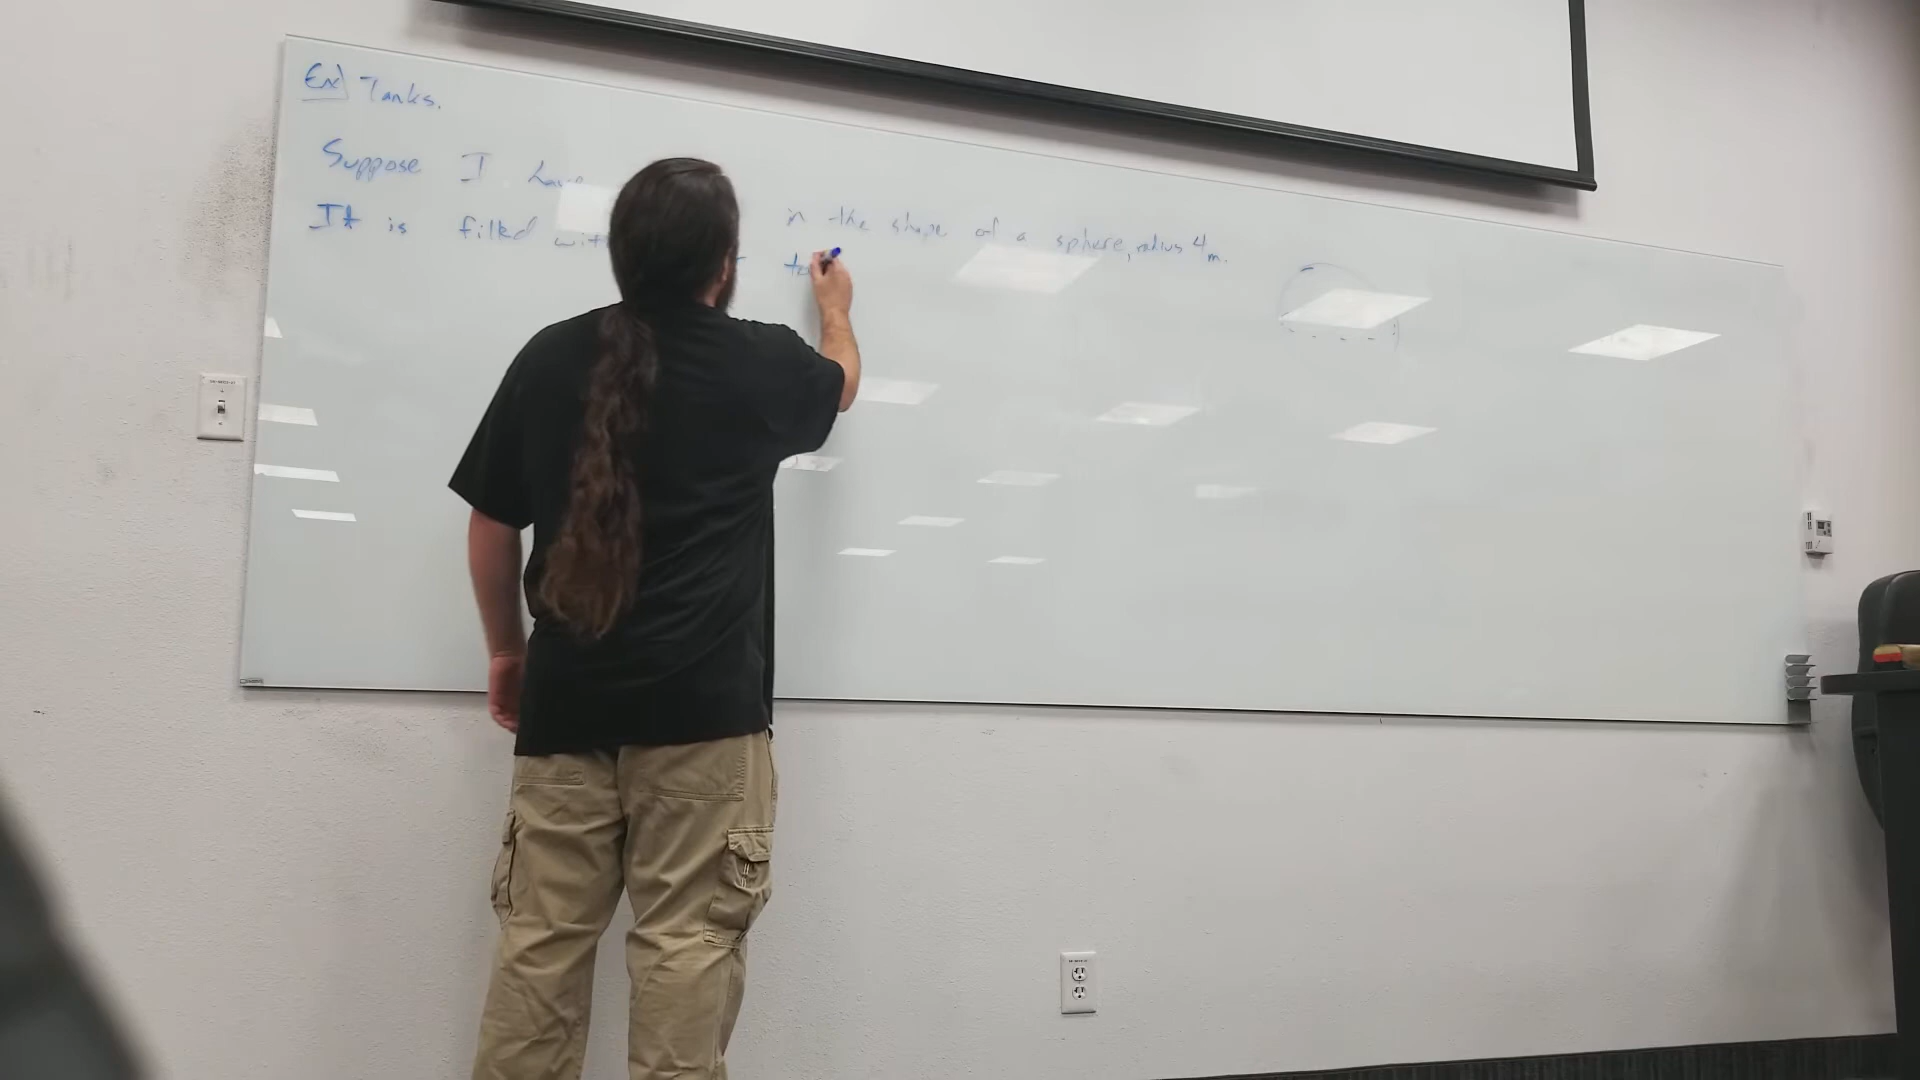 Ex) Tanks.
Suppose I have in the shape of a sphere, radius 4m.
It is filled with